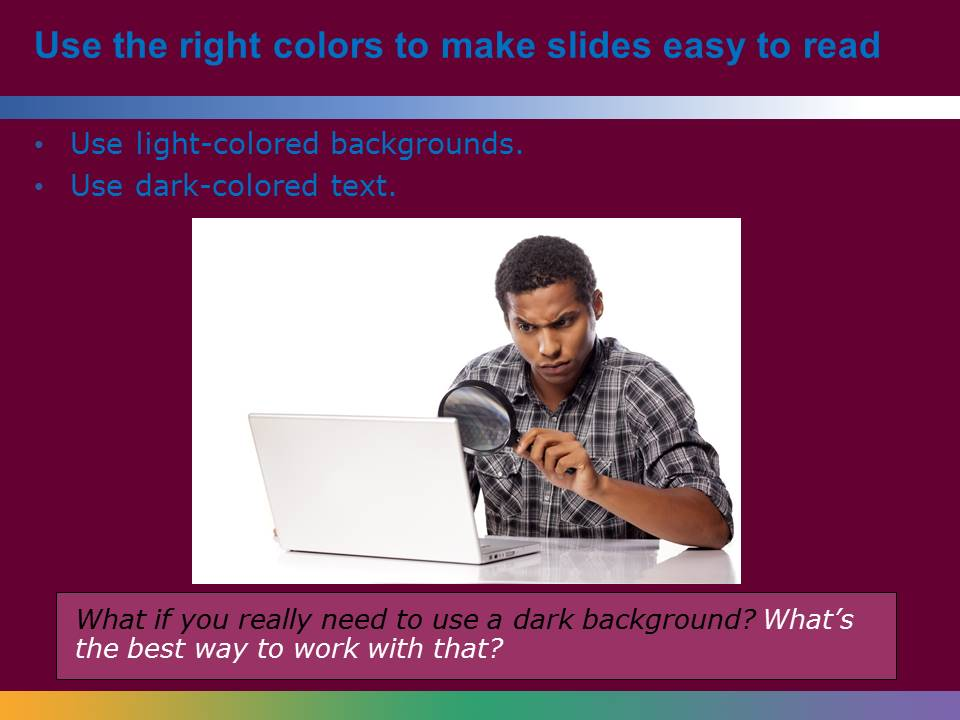 Use the right colors to make slides easy to read
• Use light-colored backgrounds.
• Use dark-colored text.
What if you really need to use a dark background? What’s
the best way to work with that?